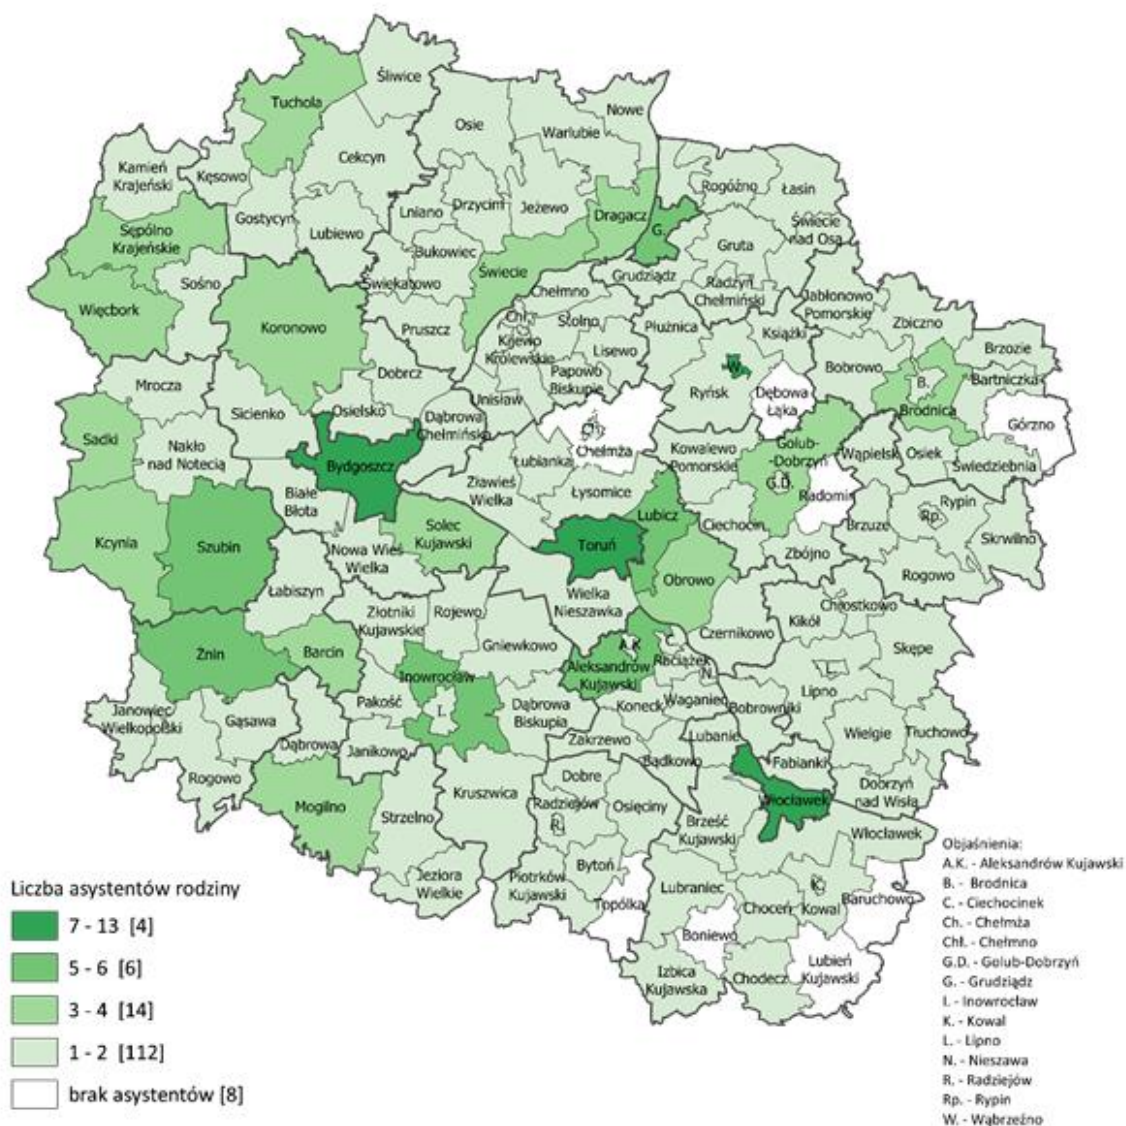 Śliwice
Tuchola
Nowe
Osie
Warlubie
Cekcyn
Kamień
Krajeński
Kęsowo
Rogóźno
Łasin
Drzycim
Jeżewo
Lniano
Dragacz
Gostycyn
Lubiewo
Sępólno
Krajeńskie
G.
Świecie
nad Osą
Gruta
Bukowiec
Świecie
Grudziądz
Sośno
Świekatowo
Radzyń
Chełmiński
Chełmno
Jabłonowo
Pomorskie
Więcbork
Koronowo
Chł.
Stolno
Płużnica
Książki
Zbiczno
Pruszcz
Kijewo
Królewskie
Lisewo
Brzozie
Dobrcz
Papowo
Biskupie
W.
Bobrowo
Bartniczka
Mrocza
B.
Unisław
Ryńsk
Dębowa
Łąka
Sicienko
Osielsko
Dąbrowa
Chełmińska
Brodnica
Górzno
Sadki
Nakło
nad Notecią
Chełmża
Kowalewo
Pomorskie
Golub-
-Dobrzyń
Wąpielsk
Osiek
Świedziebnia
Bydgoszcz
Łubianka
G.D.
Zławieś
Wielka
Łysomice
Radomin
Białe
Błota
Rypin
Rp.
Lubicz
Ciechocin
Brzuze
Solec
Kujawski
Kcynia
Szubin
Toruń
Skrwilno
Nowa Wieś
Wielka
Zbójno
Obrowo
Rogowo
Łabiszyn
Wielka
Nieszawka
Chrostkowo
Złotniki
Kujawskie
Rojewo
Kikół
Czernikowo
Gniewkowo
A.K.
C.
Skępe
Żnin
Barcin
Raciążek
Aleksandrów
Kujawski
N.
L.
Inowrocław
Lipno
Pakość
I.
Dąbrowa
Biskupia
Koneck
Waganiec
Bobrowniki
Janowiec
Wielkopolski
Gąsawa
Wielgie
Tłuchowo
Zakrzewo
Lubanie
Dąbrowa
Janikowo
Bądkowo
Fabianki
Rogowo
Dobre
Dobrzyń
nad Wisłą
Kruszwica
Mogilno
Radziejów
Osięciny
Włocławek
Strzelno
R.
Brześć
Kujawski
Włocławek
Bytoń
Jeziora
Wielkie
Piotrków
Kujawski
Lubraniec
K.
Topólka
Choceń
Kowal
Baruchowo
Boniewo
Izbica
Kujawska
Chodecz
Lubień
Kujawski
Liczba asystentów rodziny
7 - 13 [4]
5 - 6 [6]
3 - 4 [14]
1 - 2 [112]
brak asystentów [8]
Objaśnienia:
A.K. - Aleksandrów Kujawski
B. - Brodnica
C. - Ciechocinek
Ch. - Chełmża
Chł. - Chełmno
G.D. - Golub-Dobrzyń
G. - Grudziądz
I. - Inowrocław
K. - Kowal
L. - Lipno
N. - Nieszawa
R. - Radziejów
Rp. - Rypin
W. - Wąbrzeźno